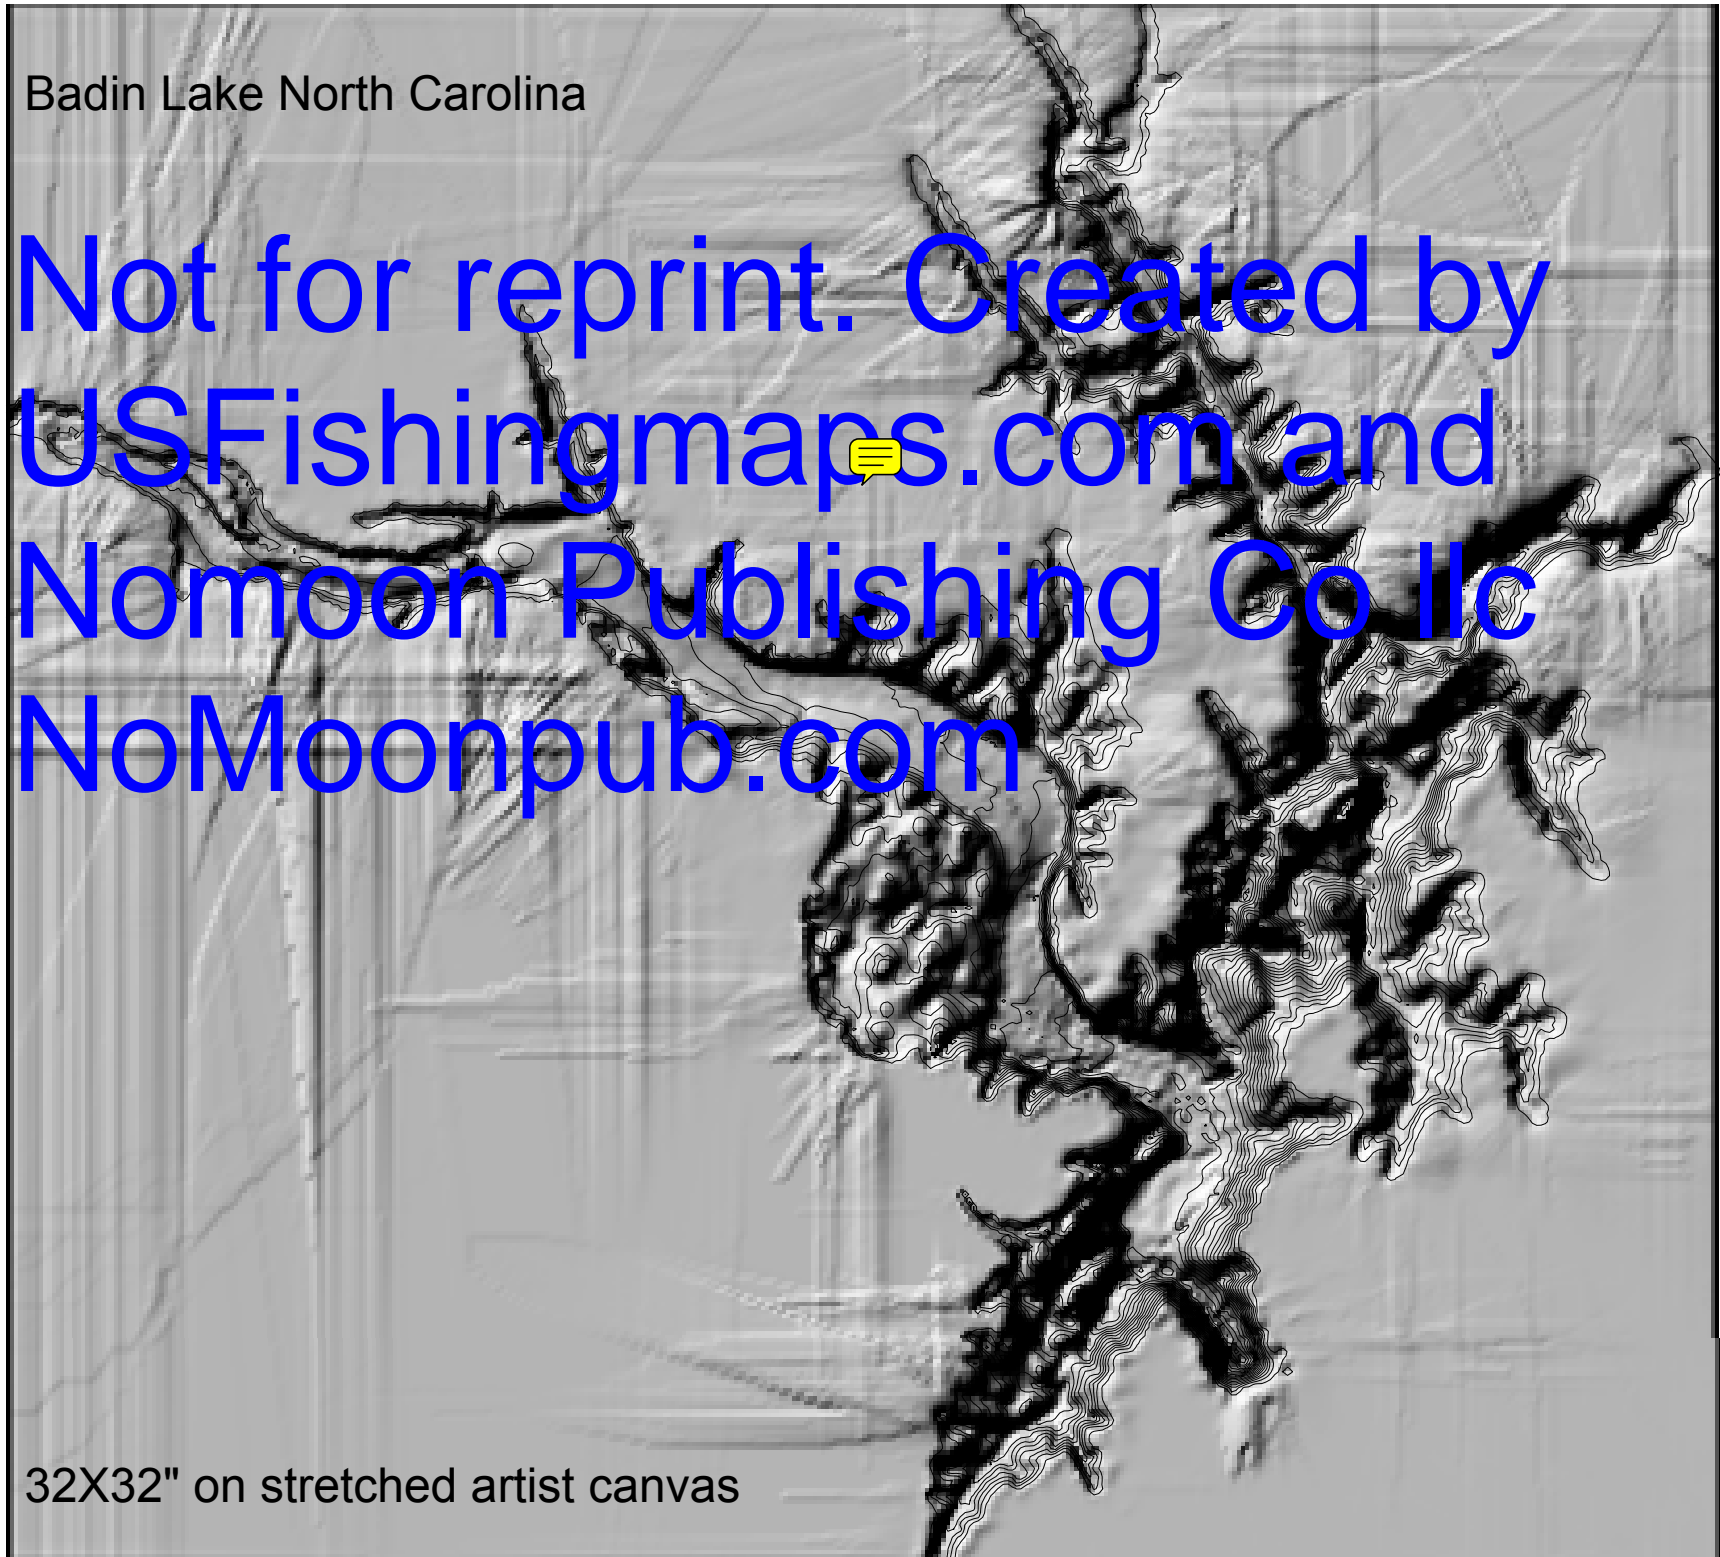 Badin Lake North Carolina
Not for reprint. Created by
USFishingmaps.com and
Nomoon Publishing Co llc
NoMoonpub.com
32X32" on stretched artist canvas